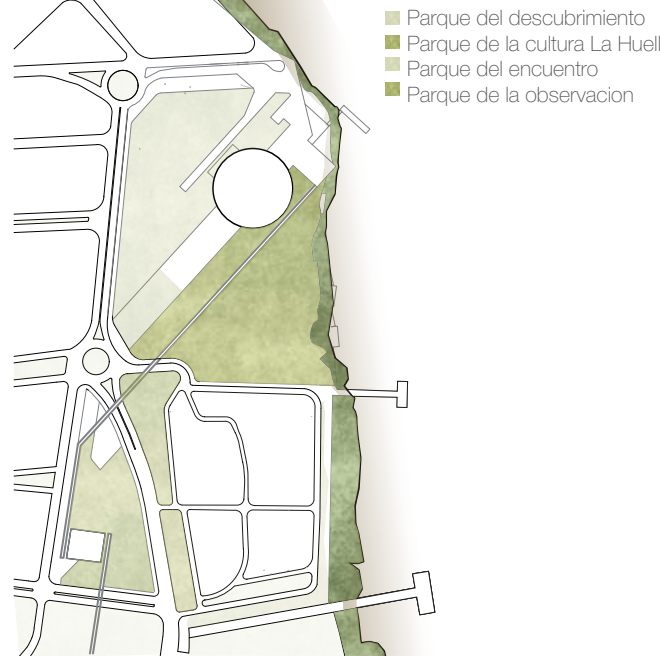 Parque del descubrimiento
Parque de la cultura La Huell
Parque del encuentro
Parque de la observacion